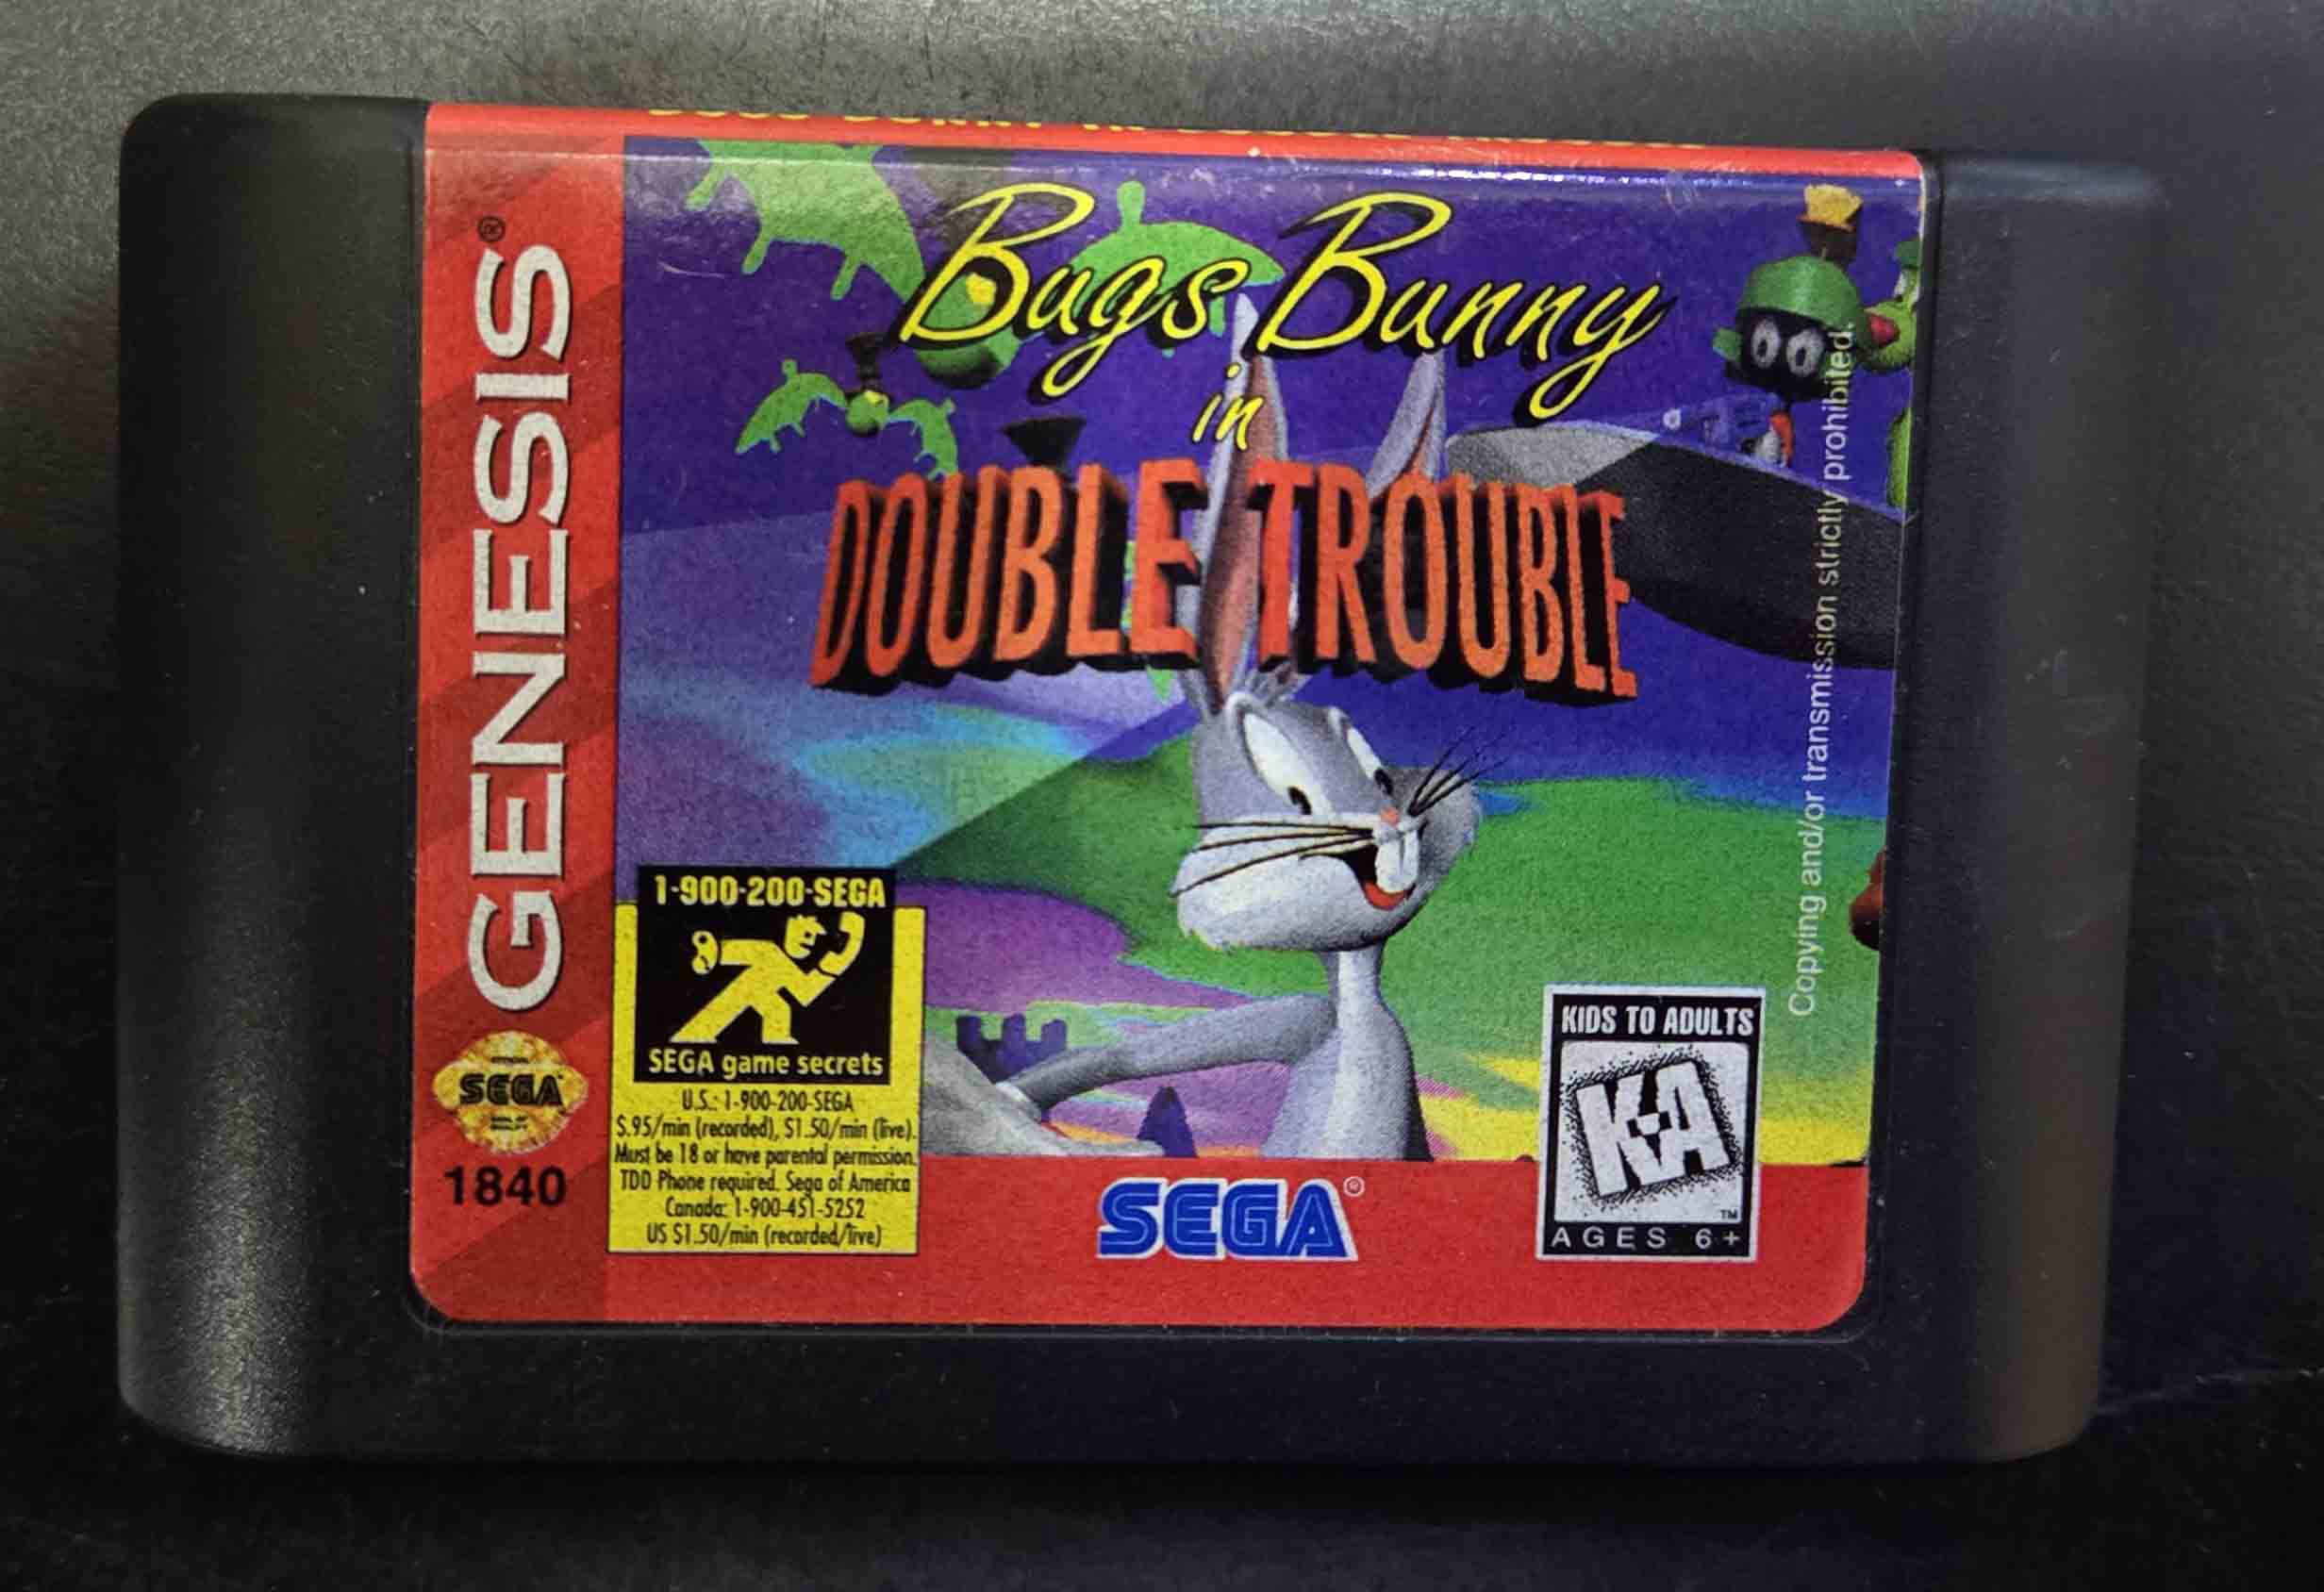 GENESIS®
Bugs Bunny
in
DOUBLE TROUBLE
Copying and/or transmission strictly prohibited.
1-900-200-SEGA
SEGA game secrets
U.S.: 1-900-200-SEGA
$.95/min (recorded), $1.50/min (live).
Must be 18 or have parental permission.
TDD Phone required. Sega of America
Canada: 1-900-451-5252
US $1.50/min (recorded/live)
SEGA™
1840
SEGA®
KIDS TO ADULTS
KA
™
AGES 6+